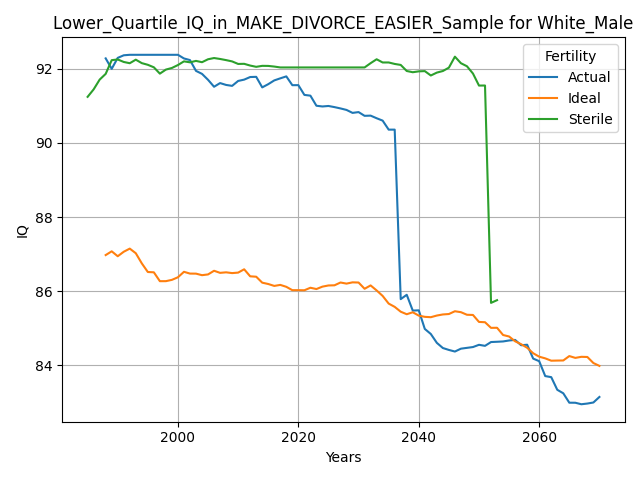 Lower_Quartile_IQ_in_MAKE_DIVORCE_EASIER_Sample for White_Male
Fertility
Actual
Ideal
Sterile
92
90
88
86
84
IQ
2000
2020
2040
2060
Years